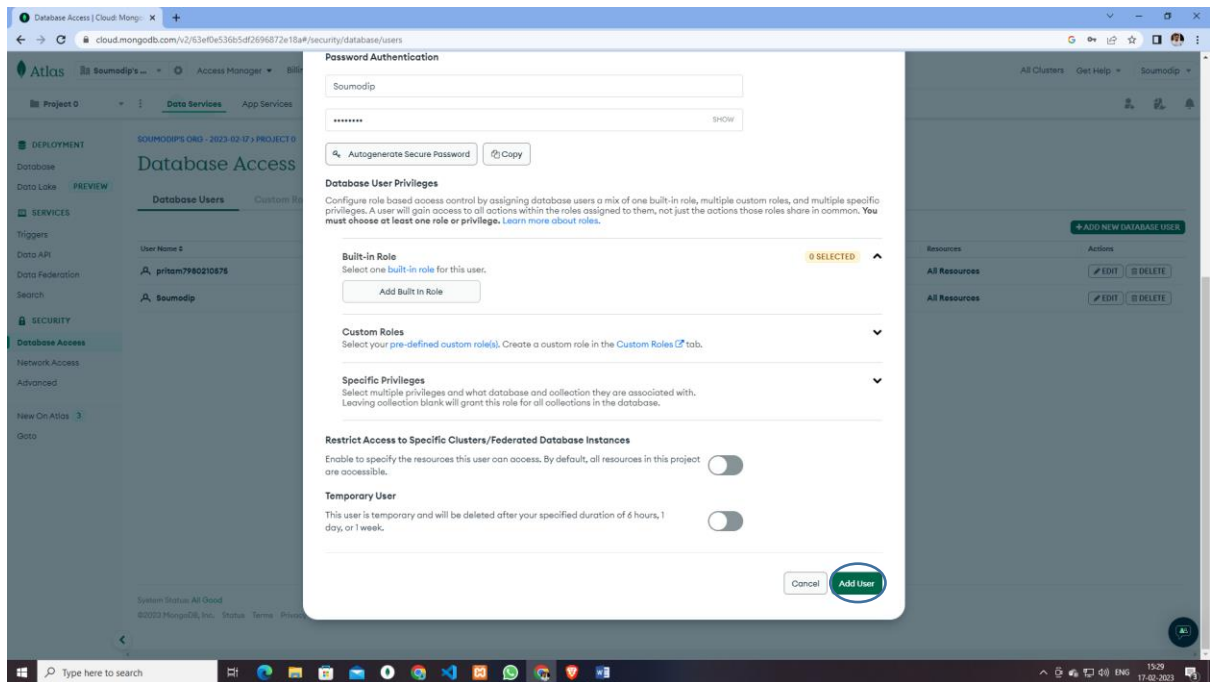 Database Access | Cloud: Mongo
cloud.mongodb.com/v2/63ef0e536b5df2696872e18a#/security/database/users
Atlas
Soumodip's ...
Access Manager
All Clusters
Get Help
Soumodip
Project 0
Data Services
App Services
DEPLOYMENT
Database
Data Lake PREVIEW
SERVICES
Triggers
Data API
Data Federation
Search
SECURITY
Database Access
Network Access
Advanced
New On Atlas 3
Goto
SOUMODIP'S ORG - 2023-02-17 > PROJECT 0
Database Access
Database Users
User Name
pritam7980210876
Soumodip
System Status: All Good
©2023 MongoDB, Inc. Status Terms
Password Authentication
Soumodip
•••••••• SHOW
Autogenerate Secure Password
Copy
Database User Privileges
Configure role based access control by assigning database users a mix of one built-in role, multiple custom roles, and multiple specific
privileges. A user will gain access to all actions within the roles assigned to them, not just the actions those roles share in common. You
must choose at least one role or privilege. Learn more about roles.
Built-in Role
0 SELECTED
Select one built-in role for this user.
Add Built In Role
Custom Roles
Select your pre-defined custom role(s). Create a custom role in the Custom Roles tab.
Specific Privileges
Select multiple privileges and what database and collection they are associated with.
Leaving collection blank will grant this role for all collections in the database.
Restrict Access to Specific Clusters/Federated Database Instances
Enable to specify the resources this user can access. By default, all resources in this project
are accessible.
Temporary User
This user is temporary and will be deleted after your specified duration of 6 hours, 1
day, or 1 week.
Cancel
Add User
+ ADD NEW DATABASE USER
Resources
Actions
All Resources
EDIT
DELETE
All Resources
EDIT
DELETE
Type here to search
ENG
15:29
17-02-2023